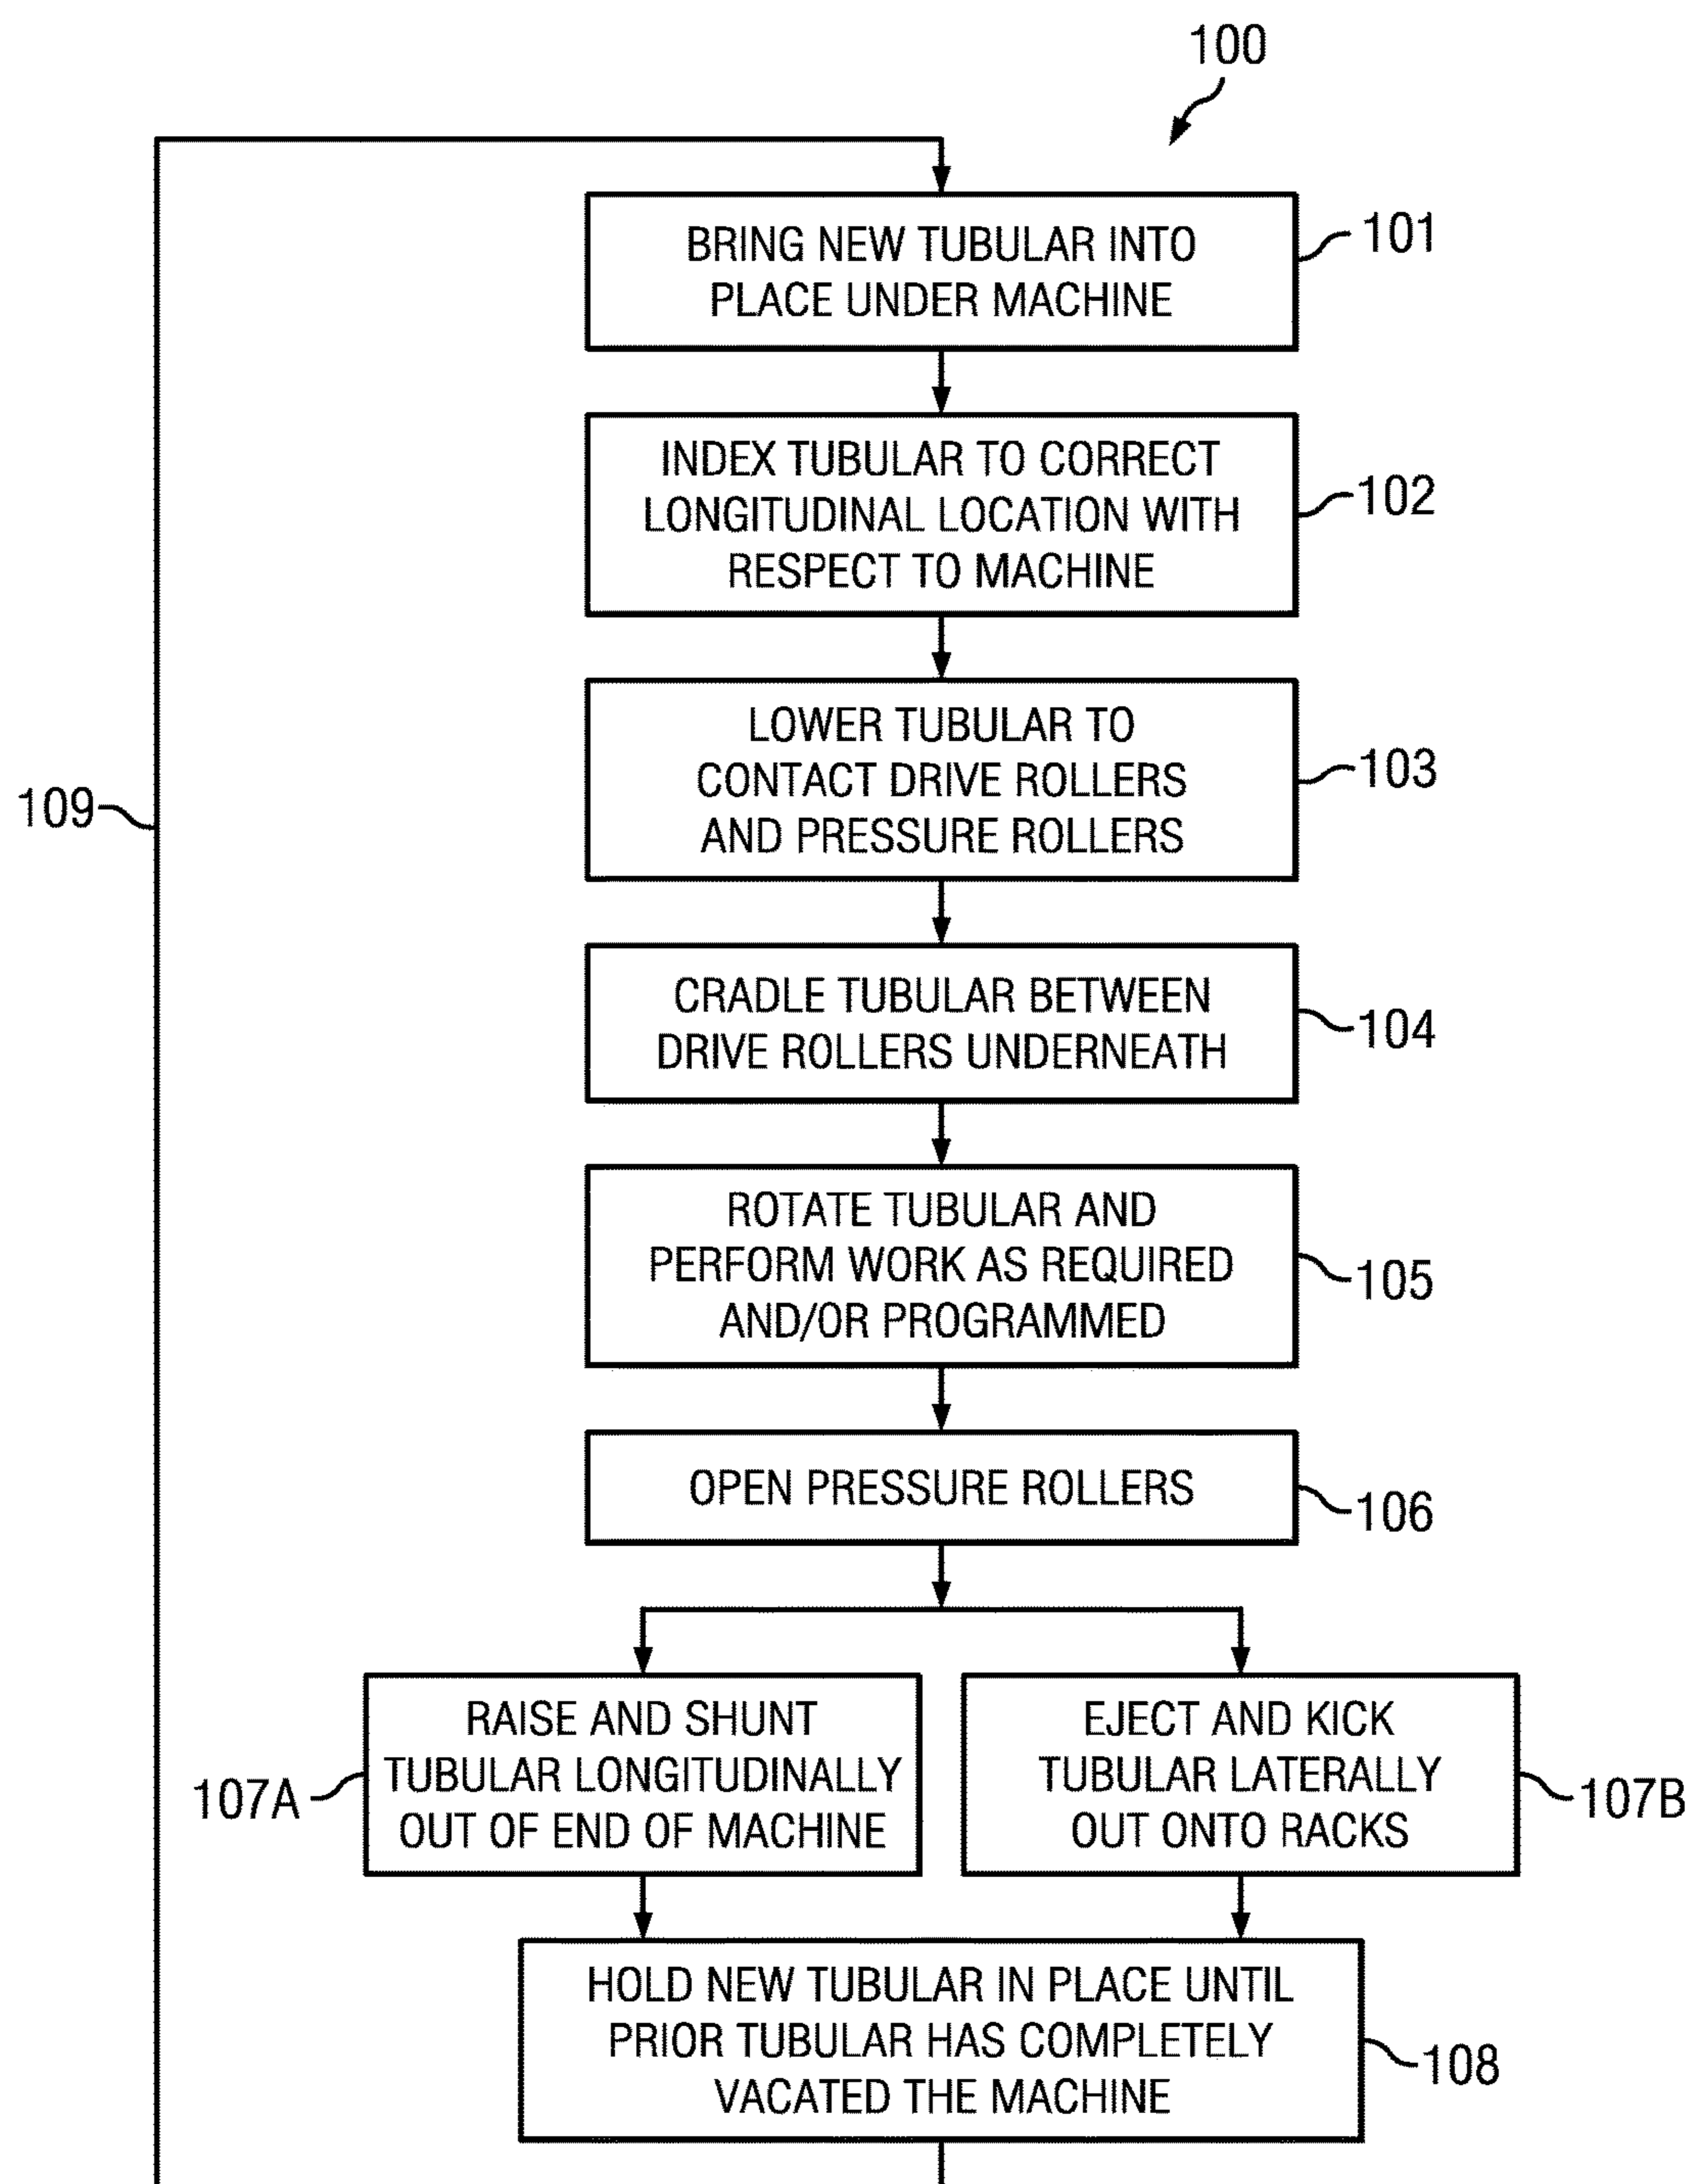 100
BRING NEW TUBULAR INTO
PLACE UNDER MACHINE
101
INDEX TUBULAR TO CORRECT
LONGITUDINAL LOCATION WITH
RESPECT TO MACHINE
102
LOWER TUBULAR TO
CONTACT DRIVE ROLLERS
AND PRESSURE ROLLERS
103
109
CRADLE TUBULAR BETWEEN
DRIVE ROLLERS UNDERNEATH
104
ROTATE TUBULAR AND
PERFORM WORK AS REQUIRED
AND/OR PROGRAMMED
105
OPEN PRESSURE ROLLERS
106
RAISE AND SHUNT
TUBULAR LONGITUDINALLY
OUT OF END OF MACHINE
107A
EJECT AND KICK
TUBULAR LATERALLY
OUT ONTO RACKS
107B
HOLD NEW TUBULAR IN PLACE UNTIL
PRIOR TUBULAR HAS COMPLETELY
VACATED THE MACHINE
108